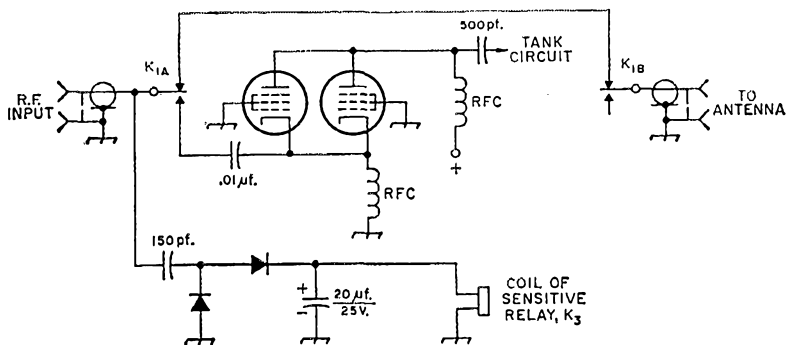 500pf.
TANK
CIRCUIT
K1A
K1B
R.F.
INPUT
RFC
TO
ANTENNA
+
.01µf.
RFC
150pf.
+
20µf.
-
25V.
COIL OF
SENSITIVE
RELAY, K3